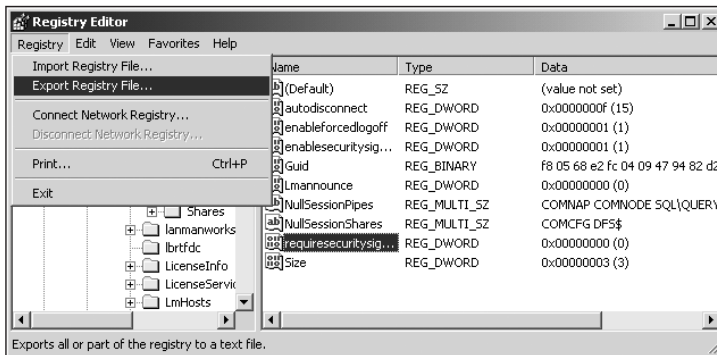 Registry Editor
Registry Edit View Favorites Help
Import Registry File...
Export Registry File...
Connect Network Registry...
Disconnect Network Registry...
Print... Ctrl+P
Exit
Name Type Data
(Default) REG_SZ (value not set)
autodisconnect REG_DWORD 0x0000000f (15)
enableforcedlogoff REG_DWORD 0x00000001 (1)
enablesecuritysig... REG_DWORD 0x00000001 (1)
Guid REG_BINARY f8 05 68 e2 fc 04 09 47 94 82 d2
Lmannounce REG_DWORD 0x00000000 (0)
NullSessionPipes REG_MULTI_SZ COMNAP COMNODE SQL\QUERY
NullSessionShares REG_MULTI_SZ COMCFG DFS$
requiresecuritysig... REG_DWORD 0x00000000 (0)
Size REG_DWORD 0x00000003 (3)
Shares
lanmanworks
lbrtfdc
LicenseInfo
LicenseServic
LmHosts
Exports all or part of the registry to a text file.